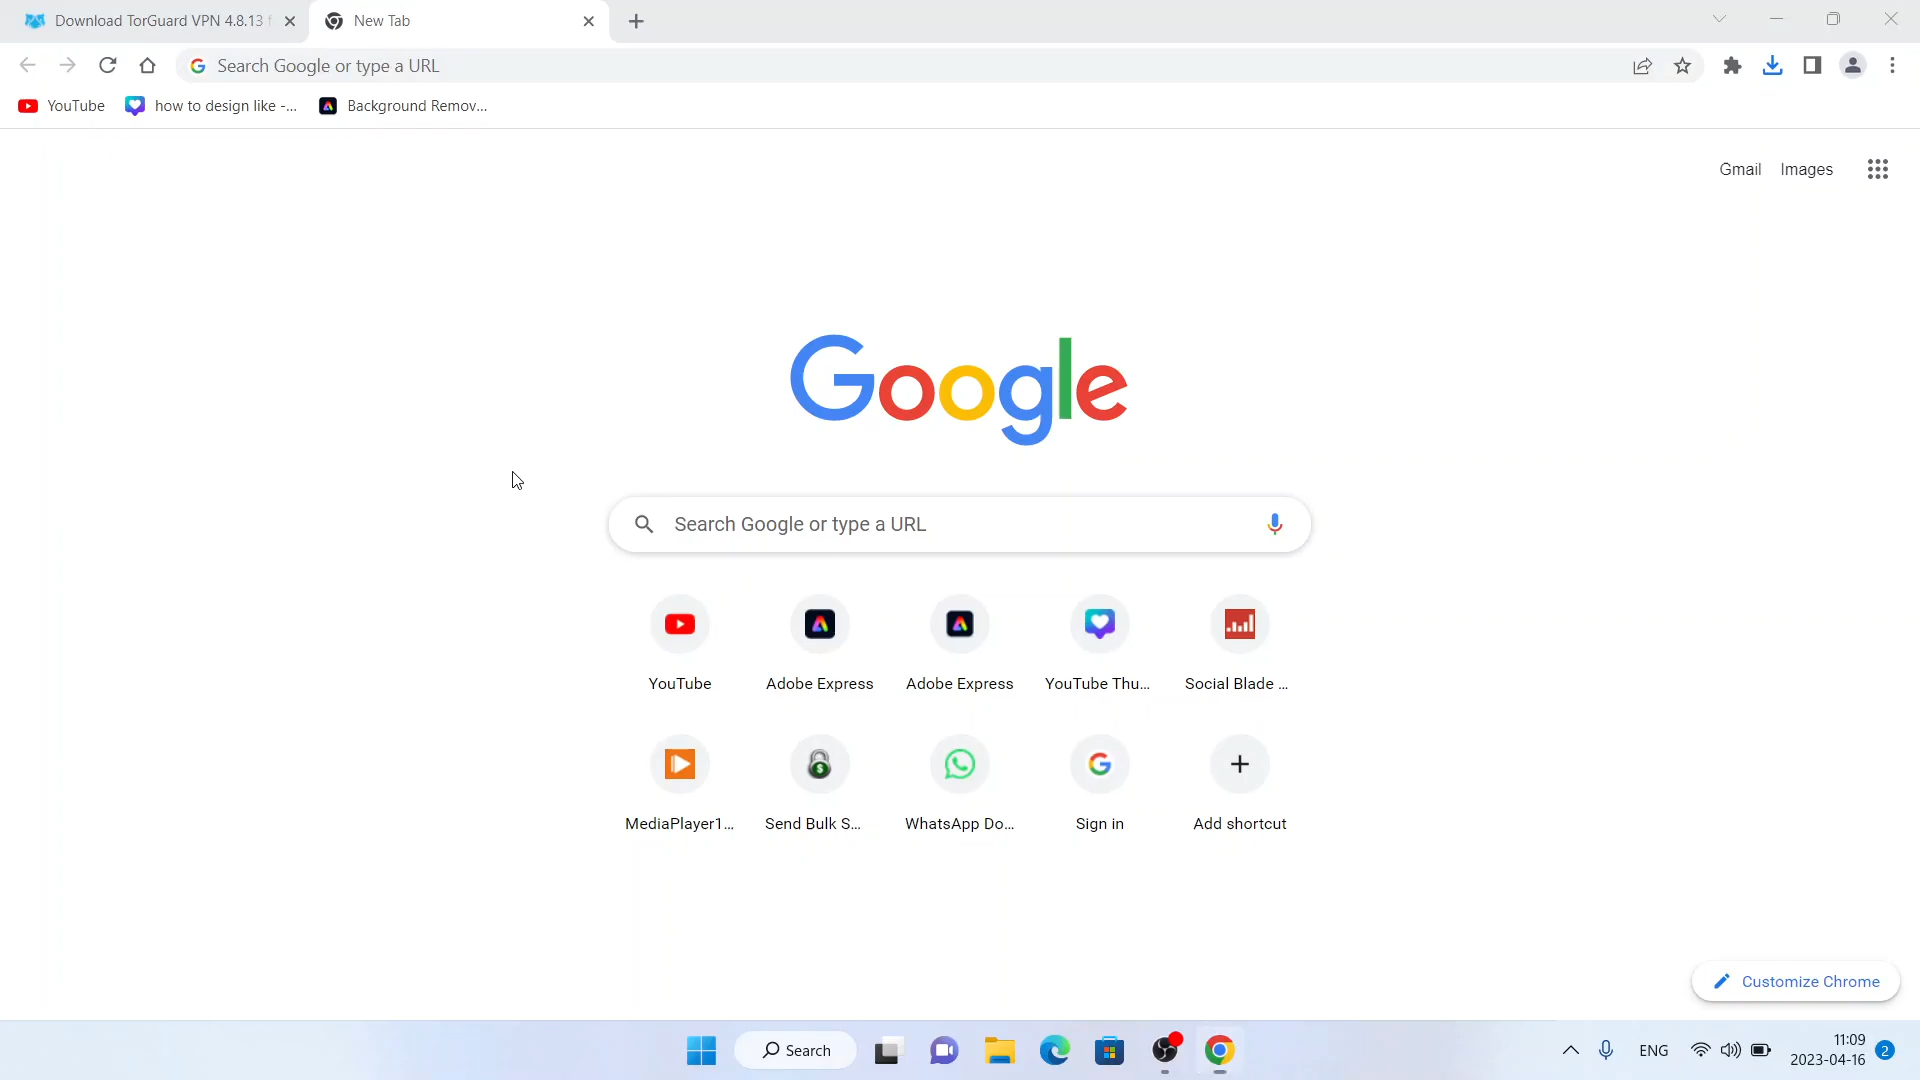 Download TorGuard VPN 4.8.13 f
New Tab
Search Google or type a URL
YouTube
how to design like -...
Background Remov...
Gmail
Images
Google
Search Google or type a URL
YouTube
Adobe Express
Adobe Express
YouTube Thu...
Social Blade ...
MediaPlayer1...
Send Bulk S...
WhatsApp Do...
Sign in
Add shortcut
Customize Chrome
Search
ENG
11:09
2023-04-16
2